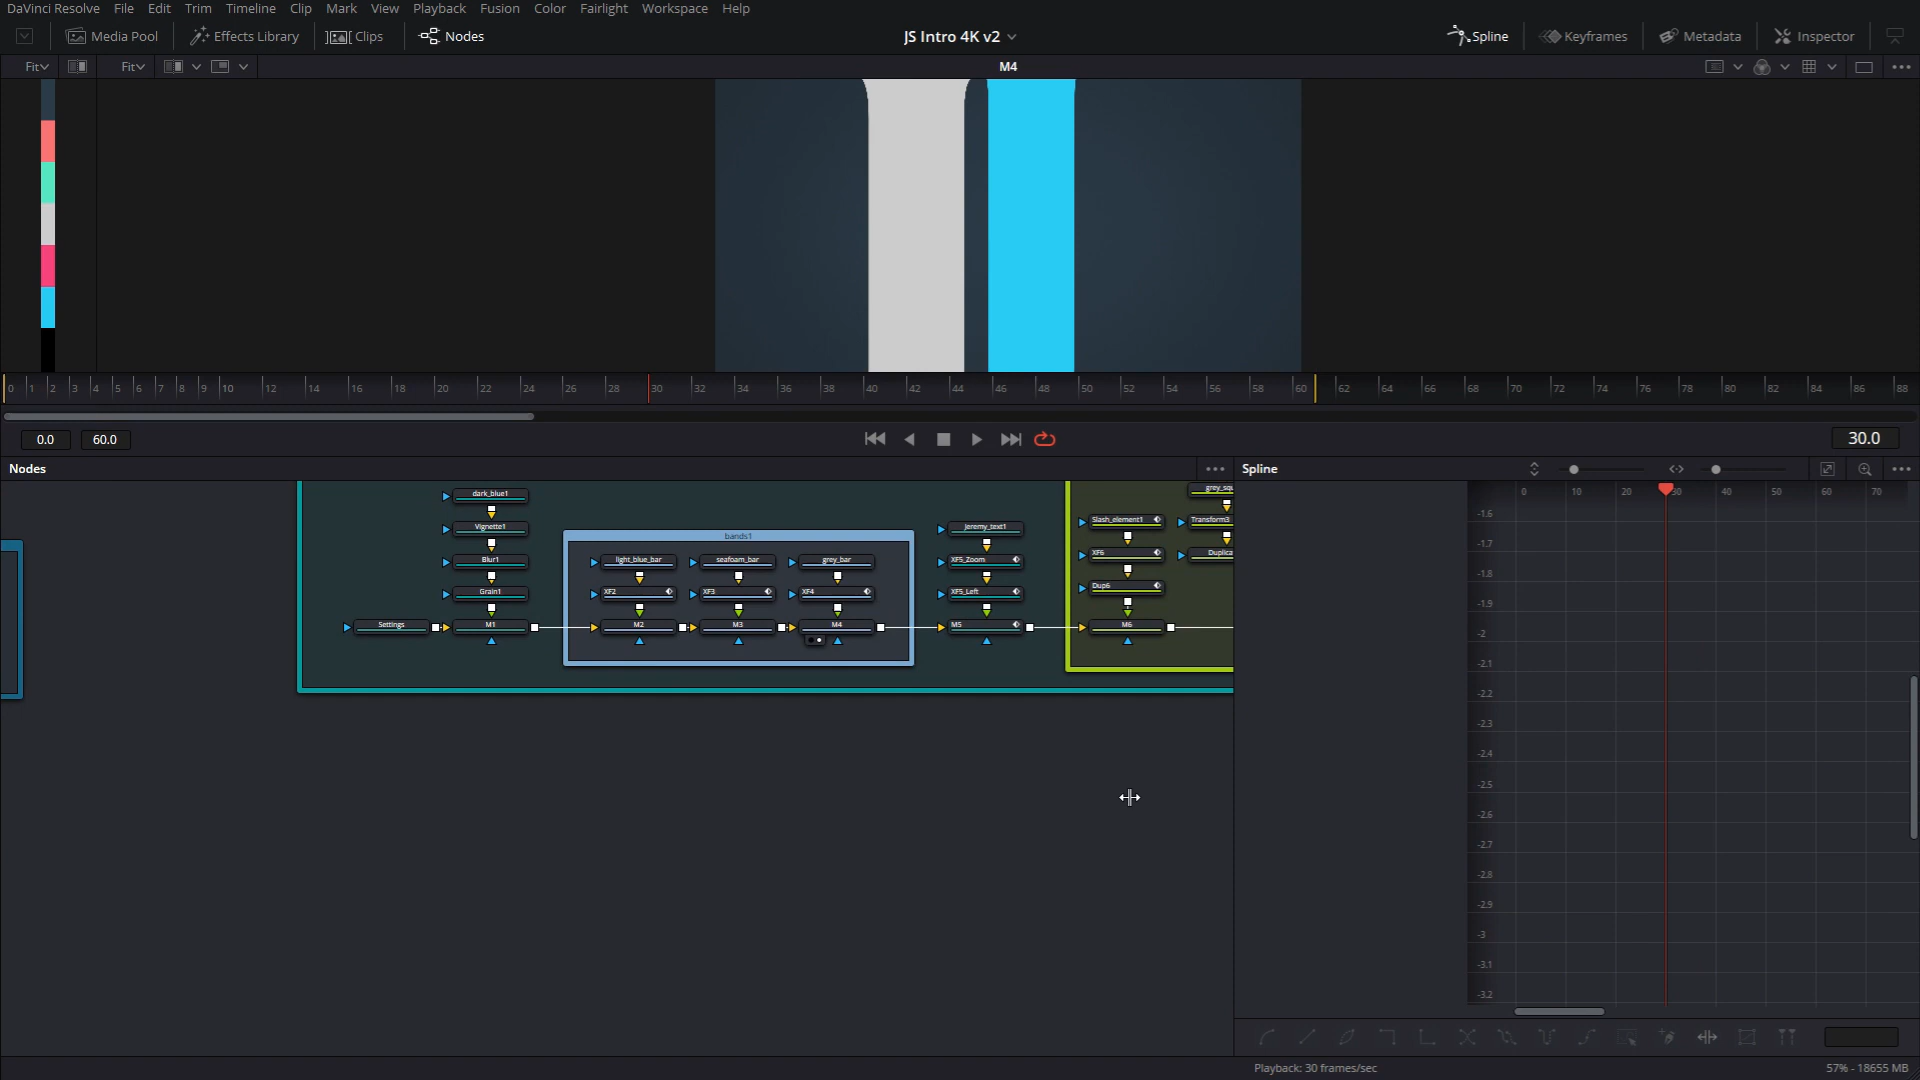 DaVinci Resolve File Edit Trim Timeline Clip Mark View Playback Fusion Color Fairlight Workspace Help
Media Pool Effects Library Clips Nodes JS Intro 4K v2 Spline Keyframes Metadata Inspector
Fit Fit M4
0 1 2 3 4 5 6 7 8 9 10 12 14 16 18 20 22 24 26 28 30 32 34 36 38 40 42 44 46 48 50 52 54 56 58 60 62 64 66 68 70 72 74 76 78 80 82 84 86 88
0.0 60.0 30.0
Nodes Spline
dark_blue1
Vignette1
Blur1
Grain1
Settings M1
bands1
light_blue_bar seafoam_bar grey_bar
XF2 XF3 XF4
M2 M3 M4
Jeremy_text1
XF5_Zoom
XF5_Left
M5
grey_squ
Slash_element1 Transform3
XF6 Duplica
Dup6
M6
0 10 20 30 40 50 60 70
-1.6
-1.7
-1.8
-1.9
-2
-2.1
-2.2
-2.3
-2.4
-2.5
-2.6
-2.7
-2.8
-2.9
-3
-3.1
-3.2
Playback: 30 frames/sec 57% - 18655 MB